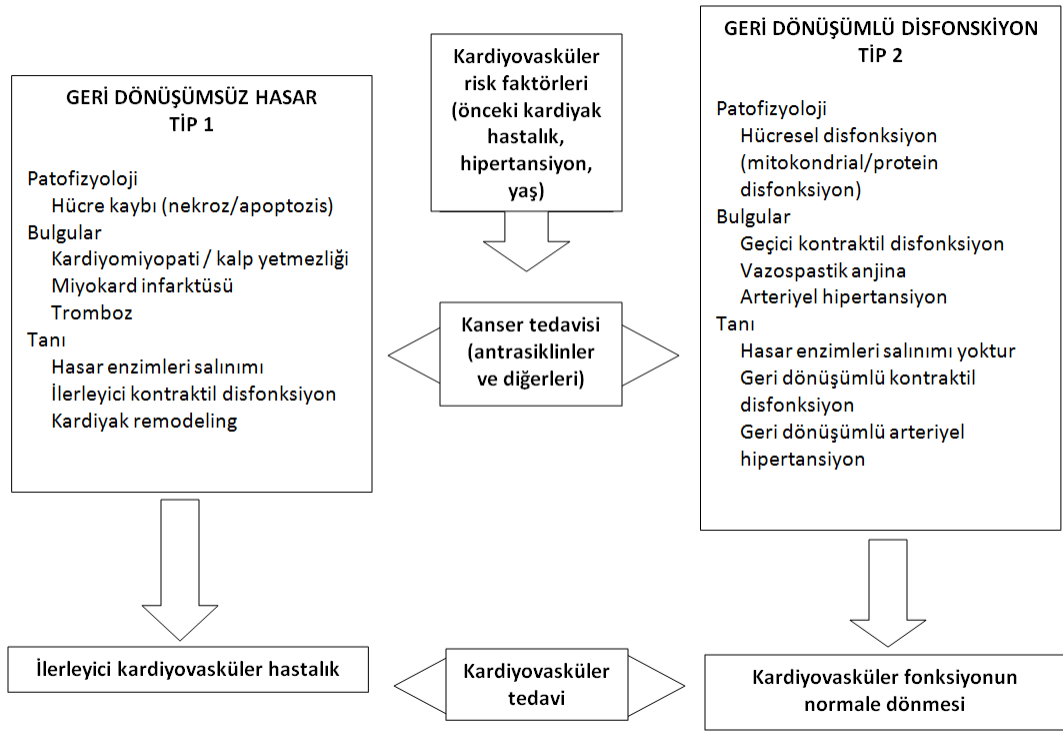 GERİ DÖNÜŞÜMSÜZ HASAR
TİP 1
Patofizyoloji
Hücre kaybı (nekroz/apoptozis)
Bulgular
Kardiyomiyopati / kalp yetmezliği
Miyokard infarktüsü
Tromboz
Tanı
Hasar enzimleri salınımı
İlerleyici kontraktil disfonksiyon
Kardiyak remodeling
Kardiyovasküler
risk faktörleri
(önceki kardiyak
hastalık,
hipertansiyon,
yaş)
Kanser tedavisi
(antrasiklinler
ve diğerleri)
GERİ DÖNÜŞÜMLÜ DİSFONSKİYON
TİP 2
Patofizyoloji
Hücresel disfonksiyon
(mitokondrial/protein
disfonksiyon)
Bulgular
Geçici kontraktil disfonksiyon
Vazospastik anjina
Arteriyel hipertansiyon
Tanı
Hasar enzimleri salınımı yoktur
Geri dönüşümlü kontraktil
disfonksiyon
Geri dönüşümlü arteriyel
hipertansiyon
İlerleyici kardiyovasküler hastalık
Kardiyovasküler
tedavi
Kardiyovasküler fonksiyonun
normale dönmesi